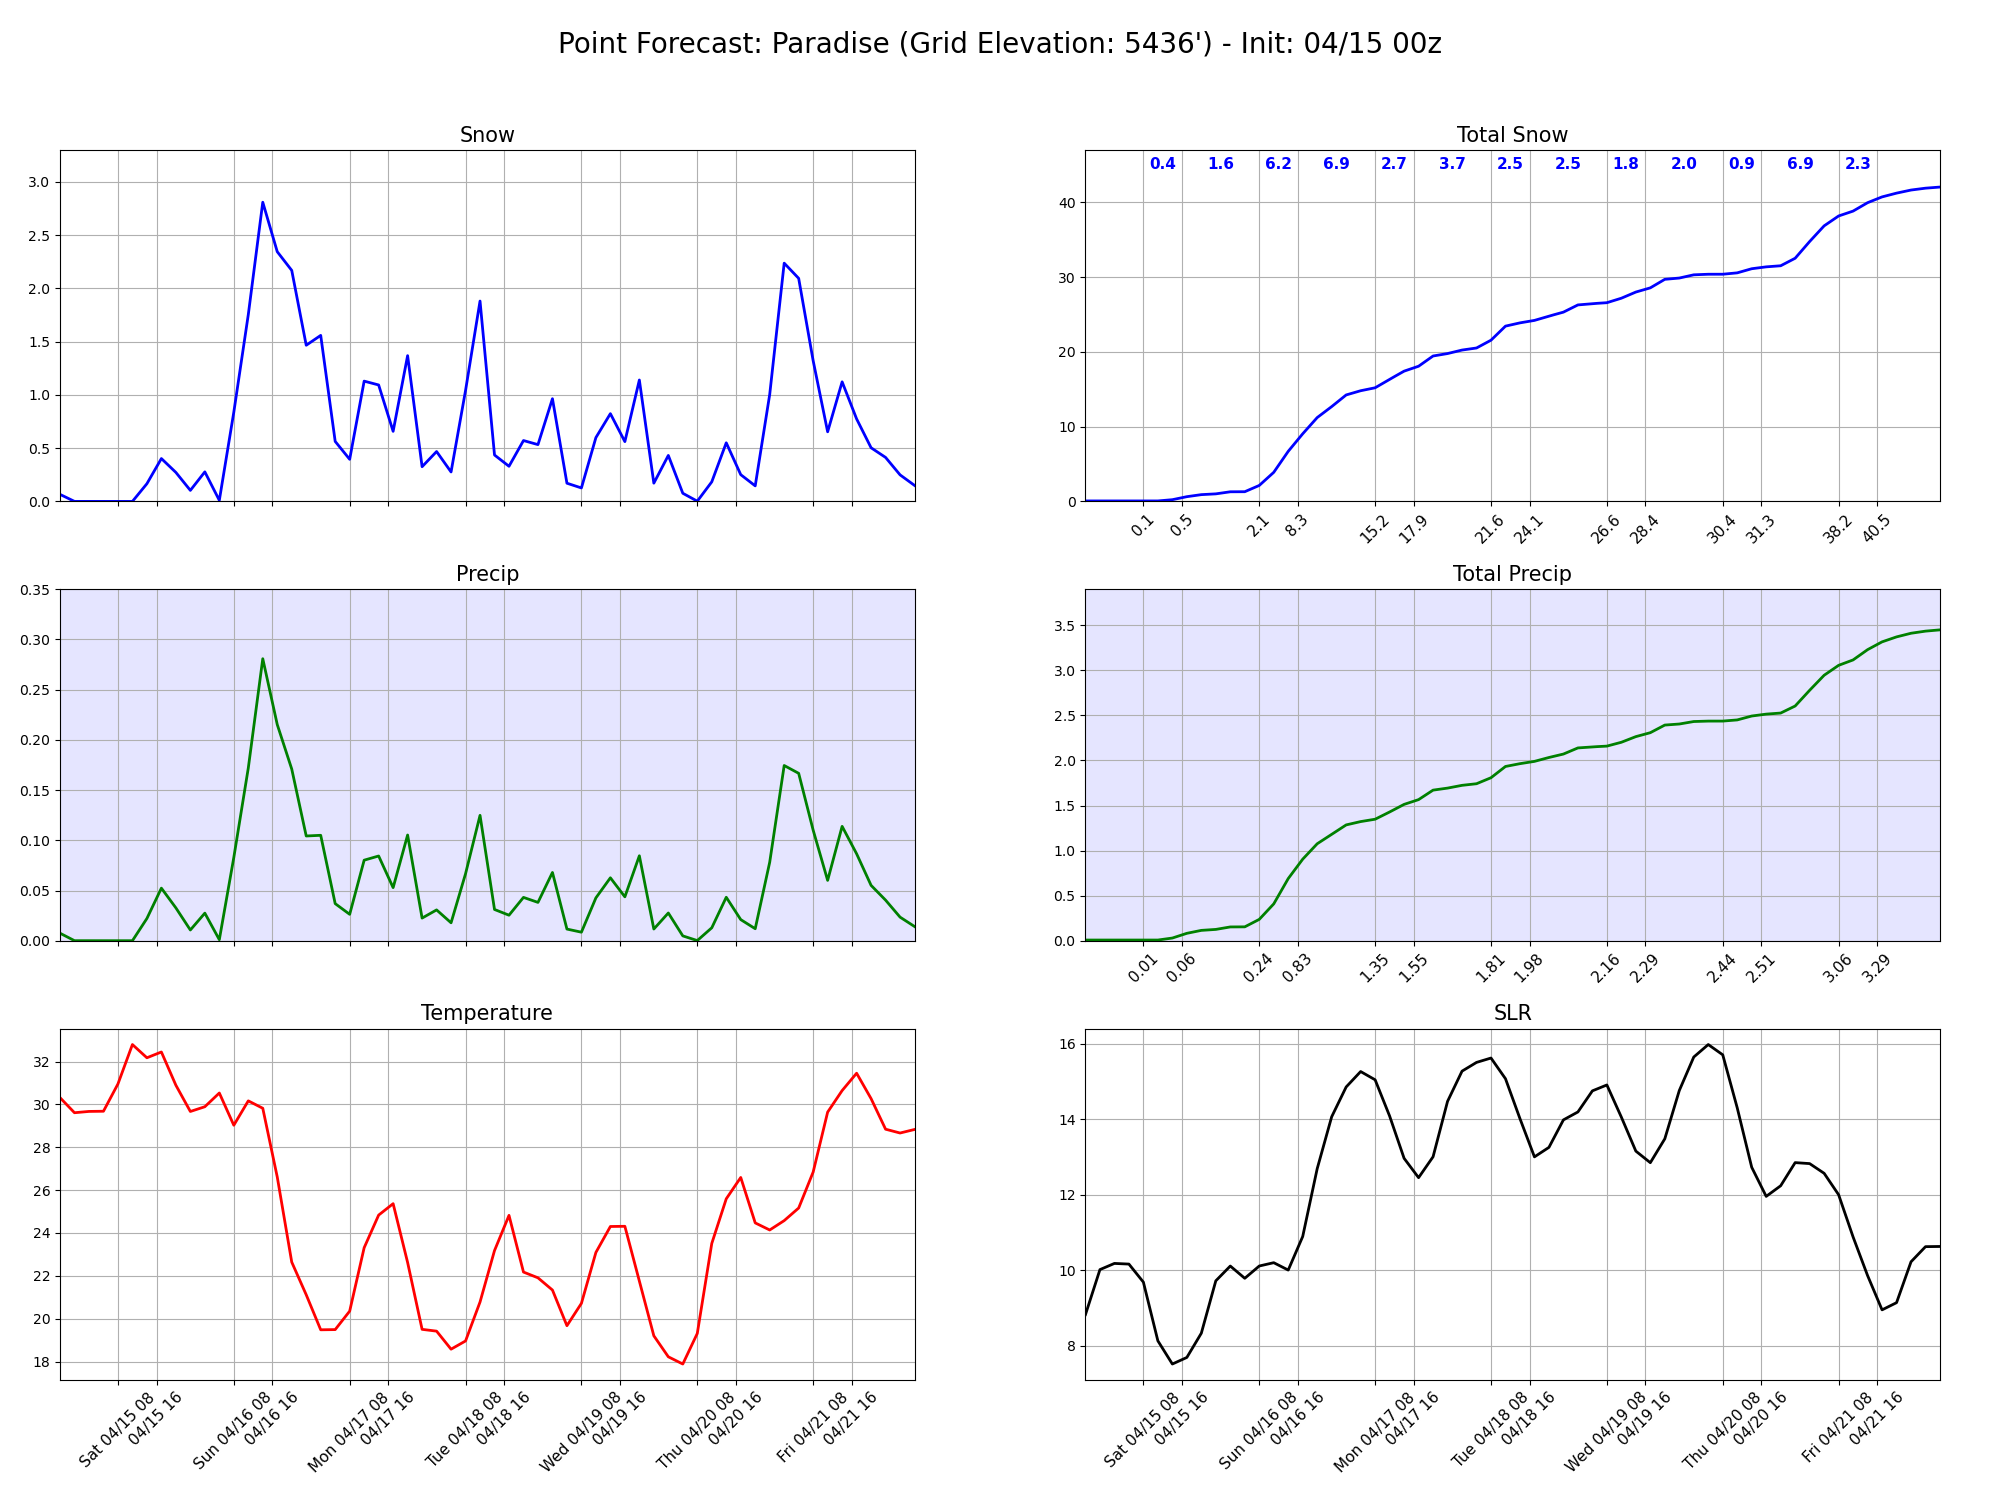 Point Forecast: Paradise (Grid Elevation: 5436') - Init: 04/15 00z
Snow
3.0
2.5
2.0
1.5
1.0
0.5
0.0
Total Snow
0.4 1.6 6.2 6.9 2.7 3.7 2.5 2.5 1.8 2.0 0.9 6.9 2.3
40
30
20
10
0
0.1 0.5 2.1 8.3 15.2 17.9 21.6 24.1 26.6 28.4 30.4 31.3 38.2 40.5
Precip
0.35
0.30
0.25
0.20
0.15
0.10
0.05
0.00
Total Precip
3.5
3.0
2.5
2.0
1.5
1.0
0.5
0.0
0.01 0.06 0.24 0.83 1.35 1.55 1.81 1.98 2.16 2.29 2.44 2.51 3.06 3.29
Temperature
32
30
28
26
24
22
20
18
Sat 04/15 08
04/15 16
Sun 04/16 08
04/16 16
Mon 04/17 08
04/17 16
Tue 04/18 08
04/18 16
Wed 04/19 08
04/19 16
Thu 04/20 08
04/20 16
Fri 04/21 08
04/21 16
SLR
16
14
12
10
8
Sat 04/15 08
04/15 16
Sun 04/16 08
04/16 16
Mon 04/17 08
04/17 16
Tue 04/18 08
04/18 16
Wed 04/19 08
04/19 16
Thu 04/20 08
04/20 16
Fri 04/21 08
04/21 16